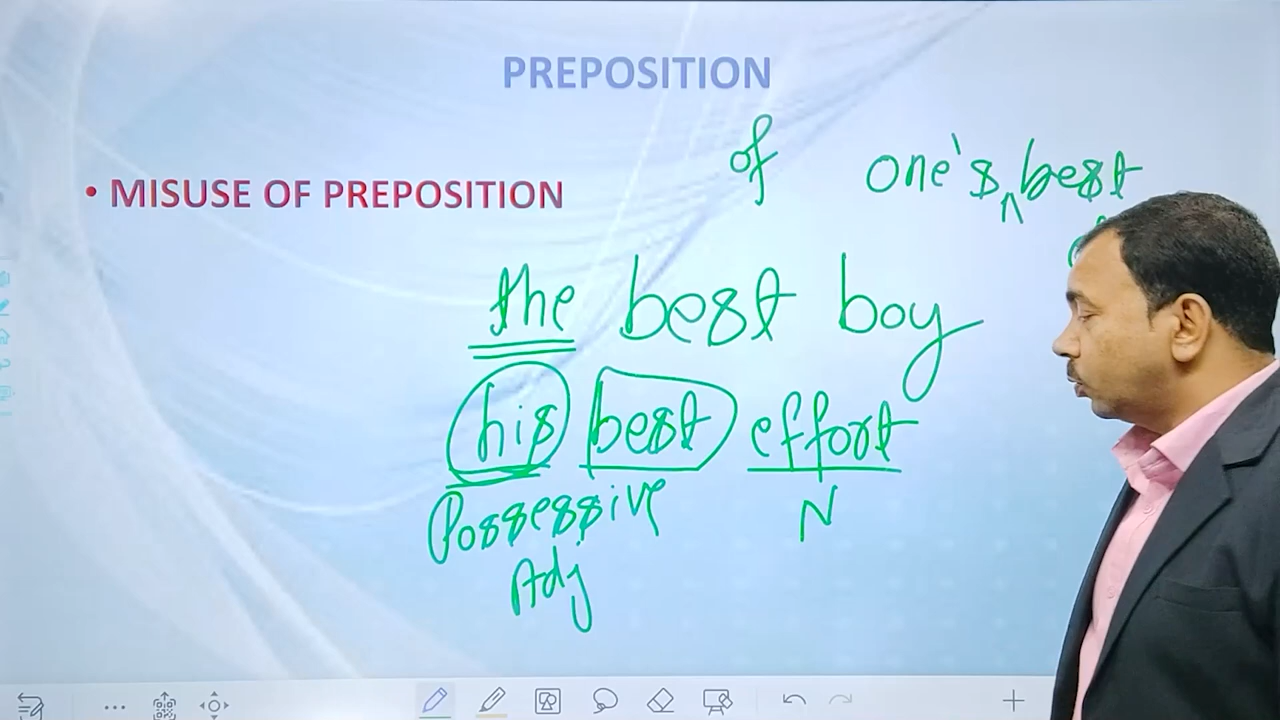 PREPOSITION
of one's ^ best
• MISUSE OF PREPOSITION
the best boy
his best effort
Possessive N
Adj